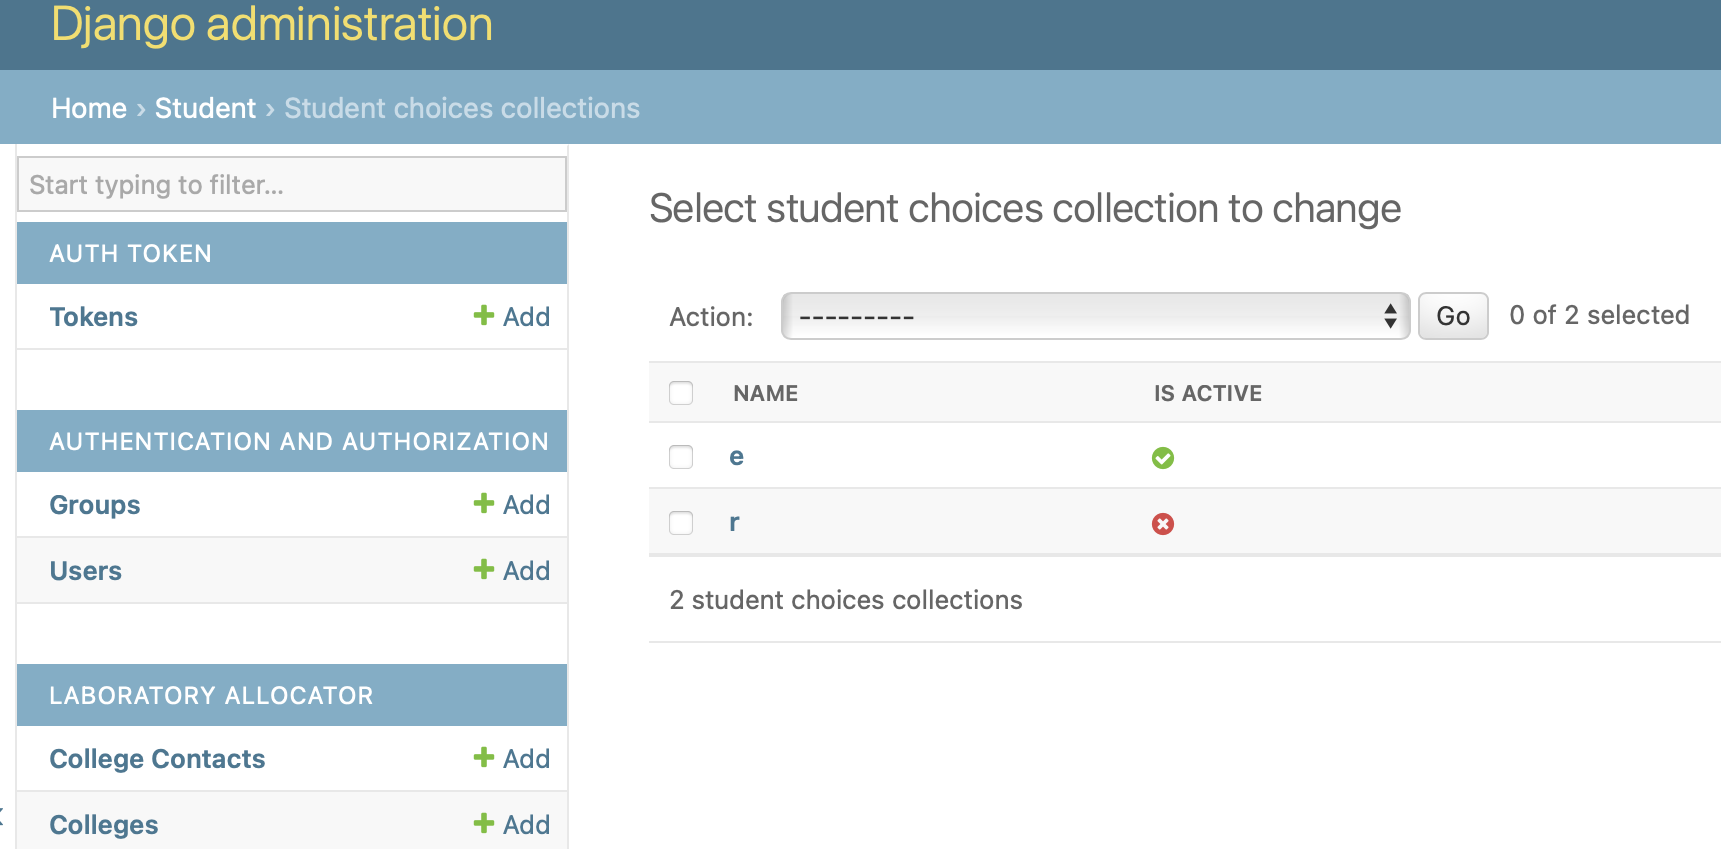 Django administration
Home › Student › Student choices collections
Start typing to filter...
AUTH TOKEN
Tokens
+ Add
AUTHENTICATION AND AUTHORIZATION
Groups
+ Add
Users
+ Add
LABORATORY ALLOCATOR
College Contacts
+ Add
Colleges
+ Add
Select student choices collection to change
Action: --------- Go 0 of 2 selected
NAME IS ACTIVE
e
r
2 student choices collections